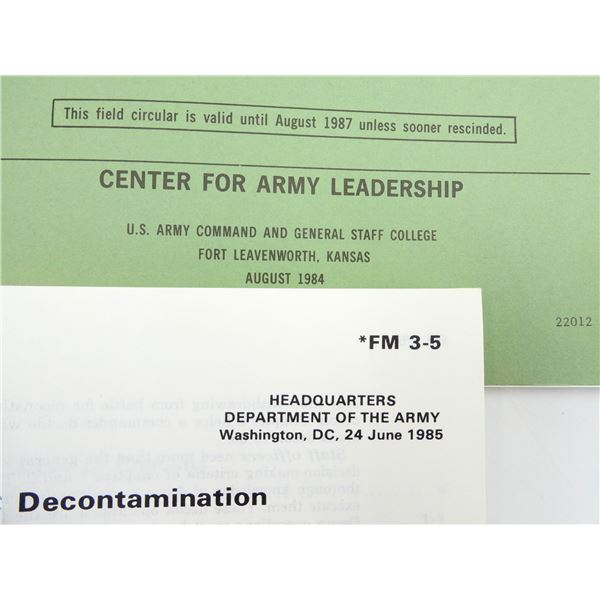 This field circular is valid until August 1987 unless sooner rescinded.
CENTER FOR ARMY LEADERSHIP
U.S. ARMY COMMAND AND GENERAL STAFF COLLEGE
FORT LEAVENWORTH, KANSAS
AUGUST 1984
22012
*FM 3-5
HEADQUARTERS
DEPARTMENT OF THE ARMY
Washington, DC, 24 June 1985
Decontamination